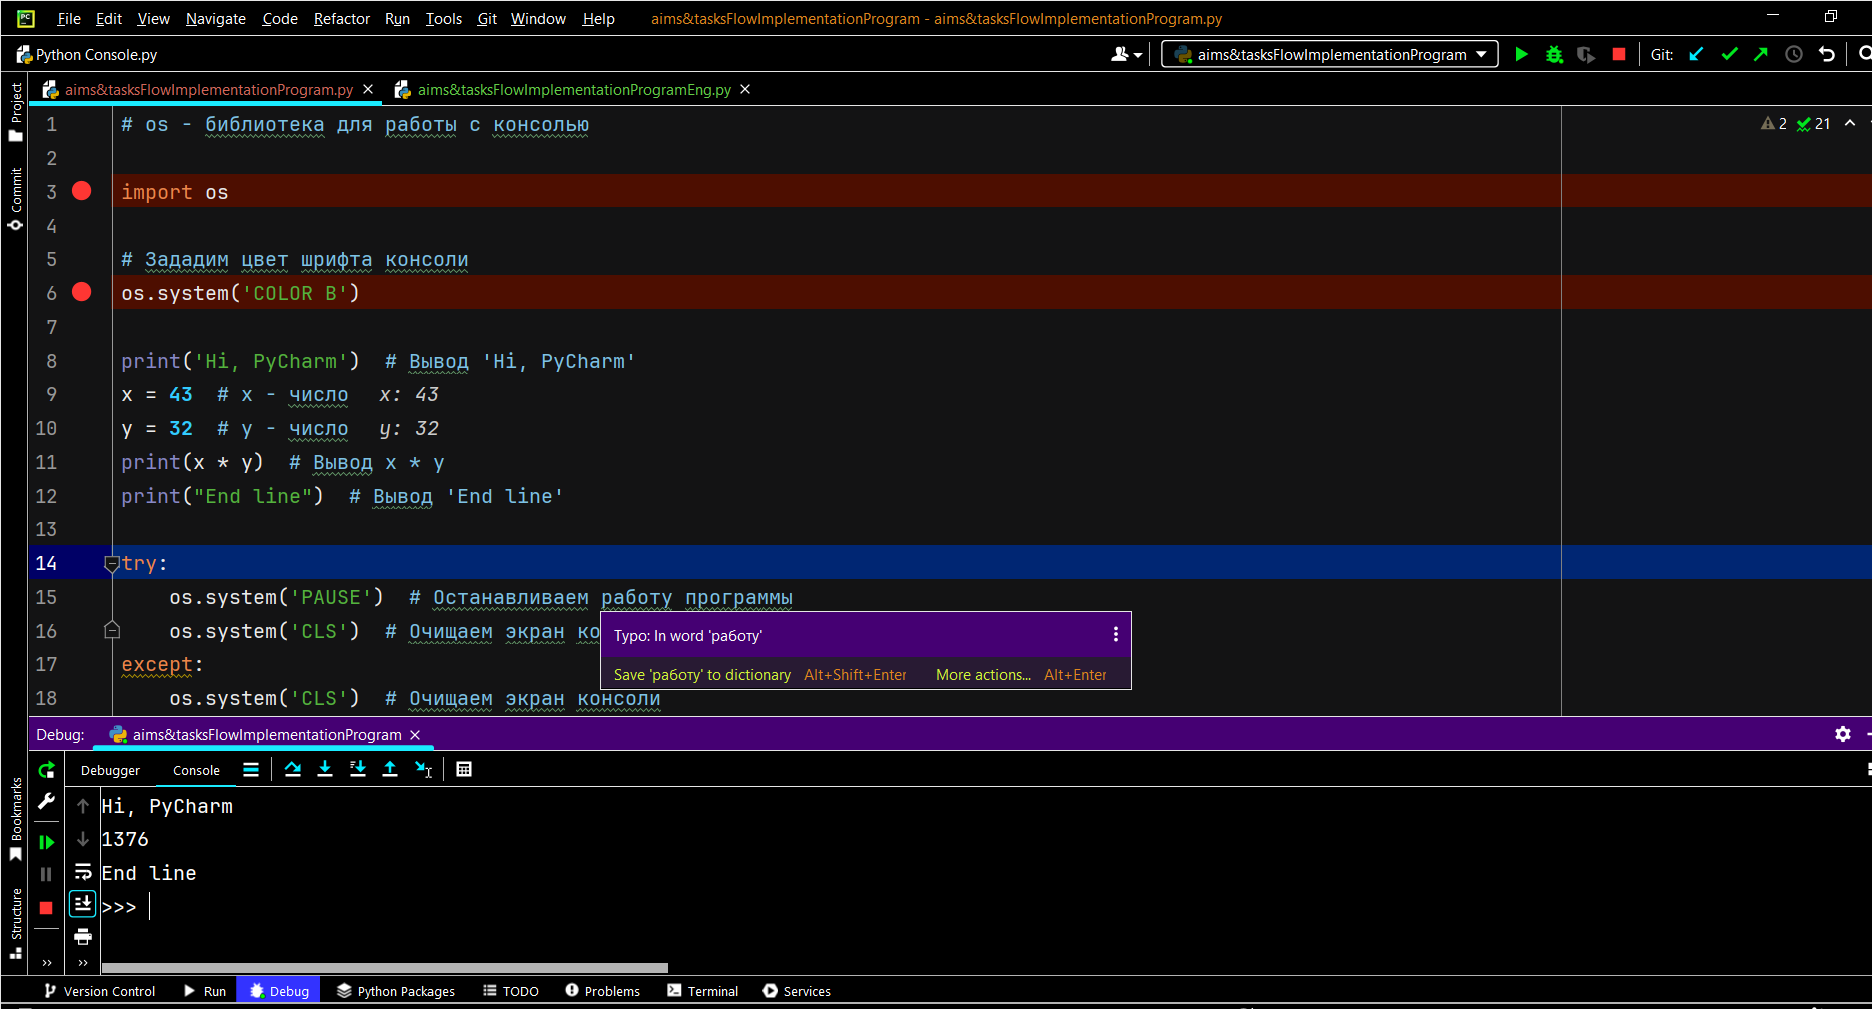 File Edit View Navigate Code Refactor Run Tools Git Window Help aims&tasksFlowImplementationProgram - aims&tasksFlowImplementationProgram.py
Python Console.py aims&tasksFlowImplementationProgram Git:
aims&tasksFlowImplementationProgram.py aims&tasksFlowImplementationProgramEng.py
Project
Commit
Bookmarks
Structure
2 21
1 # os - библиотека для работы с консолью
2
3 import os
4
5 # Зададим цвет шрифта консоли
6 os.system('COLOR B')
7
8 print('Hi, PyCharm') # Вывод 'Hi, PyCharm'
9 x = 43 # x - число x: 43
10 y = 32 # y - число y: 32
11 print(x * y) # Вывод x * y
12 print("End line") # Вывод 'End line'
13
14 try:
15 os.system('PAUSE') # Останавливаем работу программы
16 os.system('CLS') # Очищаем экран ко
17 except:
18 os.system('CLS') # Очищаем экран консоли
Typo: In word 'работу'
Save 'работу' to dictionary Alt+Shift+Enter More actions... Alt+Enter
Debug: aims&tasksFlowImplementationProgram
Debugger Console
Hi, PyCharm
1376
End line
>>>
Version Control Run Debug Python Packages TODO Problems Terminal Services